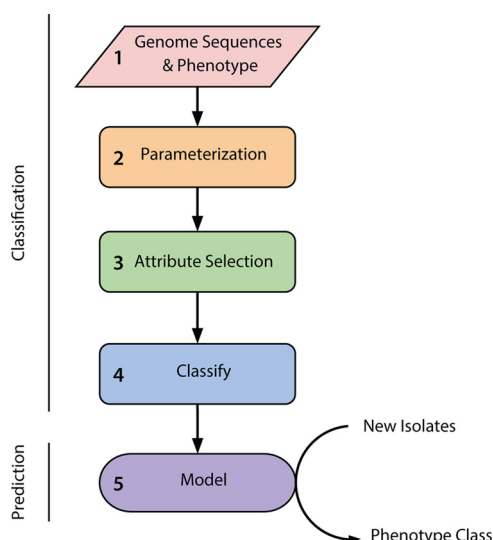 Classification
1 Genome Sequences
& Phenotype
2 Parameterization
3 Attribute Selection
4 Classify
Prediction
5 Model
New Isolates
Phenotype Class